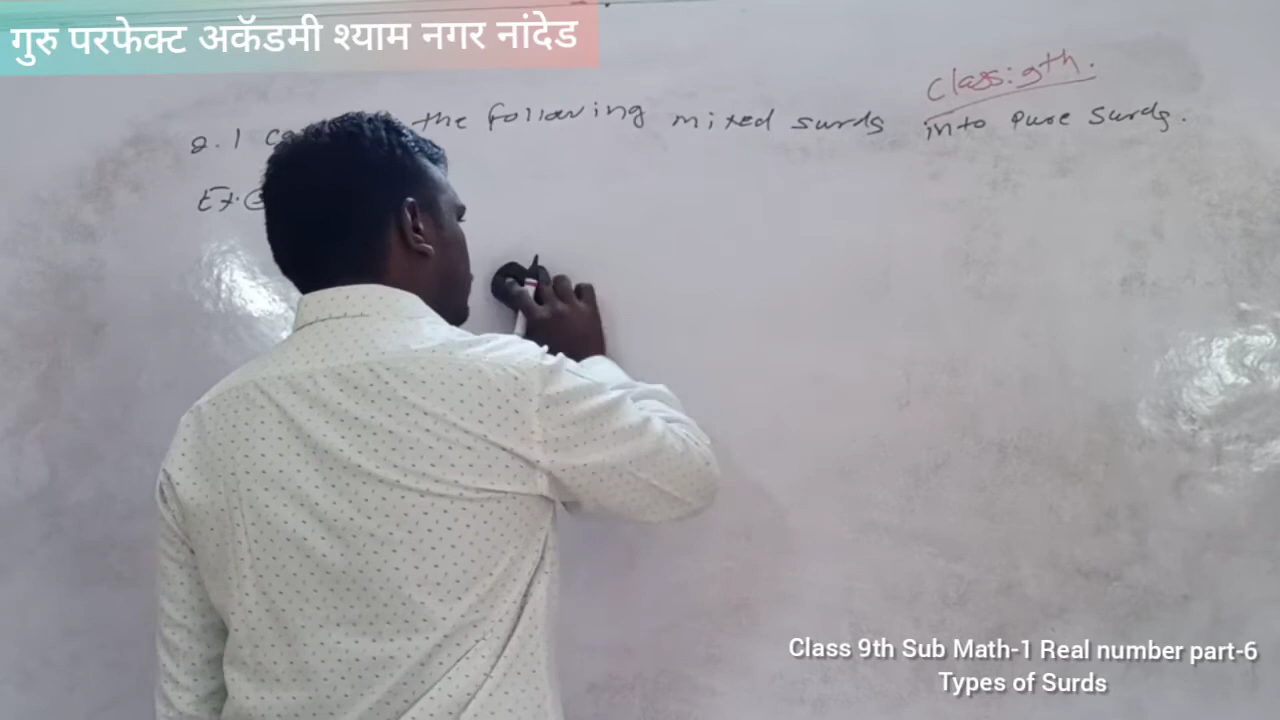 गुरु परफेक्ट अकॅडमी श्याम नगर नांदेड
Class: 9th.
Q.1 the following mixed surds into pure surds.
Ex.
Class 9th Sub Math-1 Real number part-6
Types of Surds